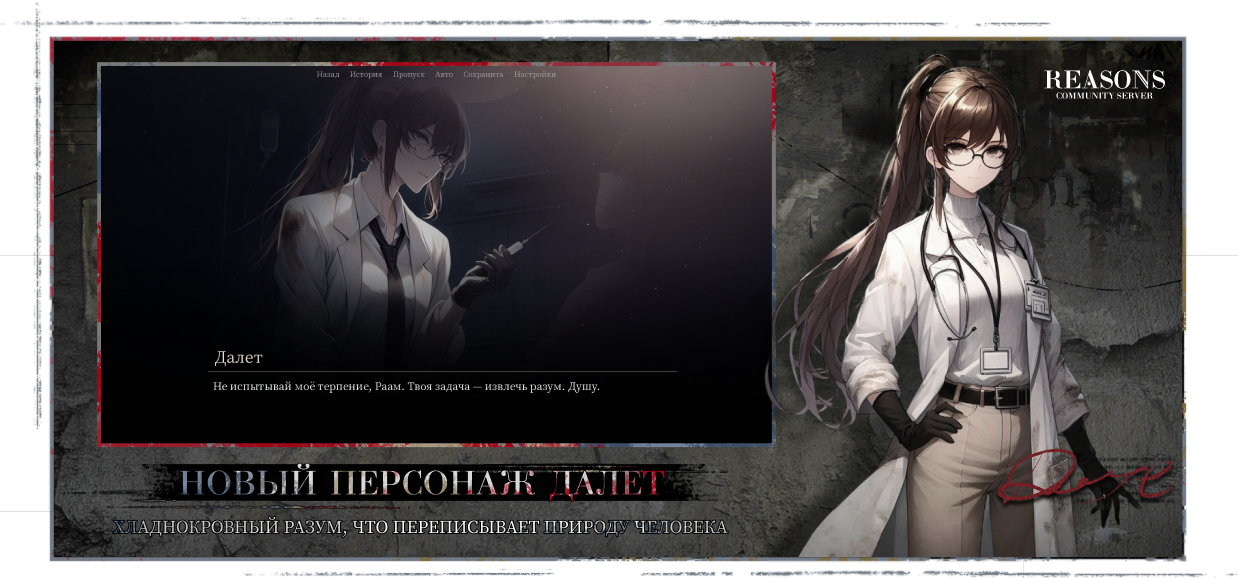 Назад История Пропуск Авто Сохранить Настройки
REASONS
COMMUNITY SERVER
Далет
Не испытывай моё терпение, Раам. Твоя задача — извлечь разум. Душу.
НОВЫЙ ПЕРСОНАЖ ДАЛЕТ
ХЛАДНОКРОВНЫЙ РАЗУМ, ЧТО ПЕРЕПИСЫВАЕТ ПРИРОДУ ЧЕЛОВЕКА